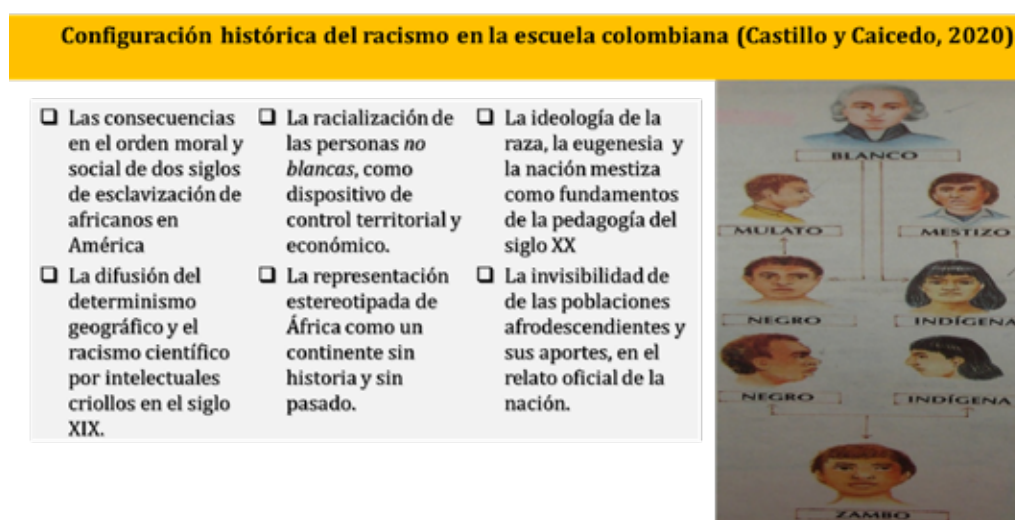 Configuración histórica del racismo en la escuela colombiana (Castillo y Caicedo, 2020)
Las consecuencias
en el orden moral y
social de dos siglos
de esclavización de
africanos en
América
La difusión del
determinismo
geográfico y el
racismo científico
por intelectuales
criollos en el siglo
XIX.
La racialización de
las personas no
blancas, como
dispositivo de
control territorial y
económico.
La representación
estereotipada de
África como un
continente sin
historia y sin
pasado.
La ideología de la
raza, la eugenesia y
la nación mestiza
como fundamentos
de la pedagogía del
siglo XX
La invisibilidad de
de las poblaciones
afrodescendientes y
sus aportes, en el
relato oficial de la
nación.
BLANCO
MULATO
MESTIZO
NEGRO
INDÍGENA
NEGRO
INDÍGENA
ZAMBO